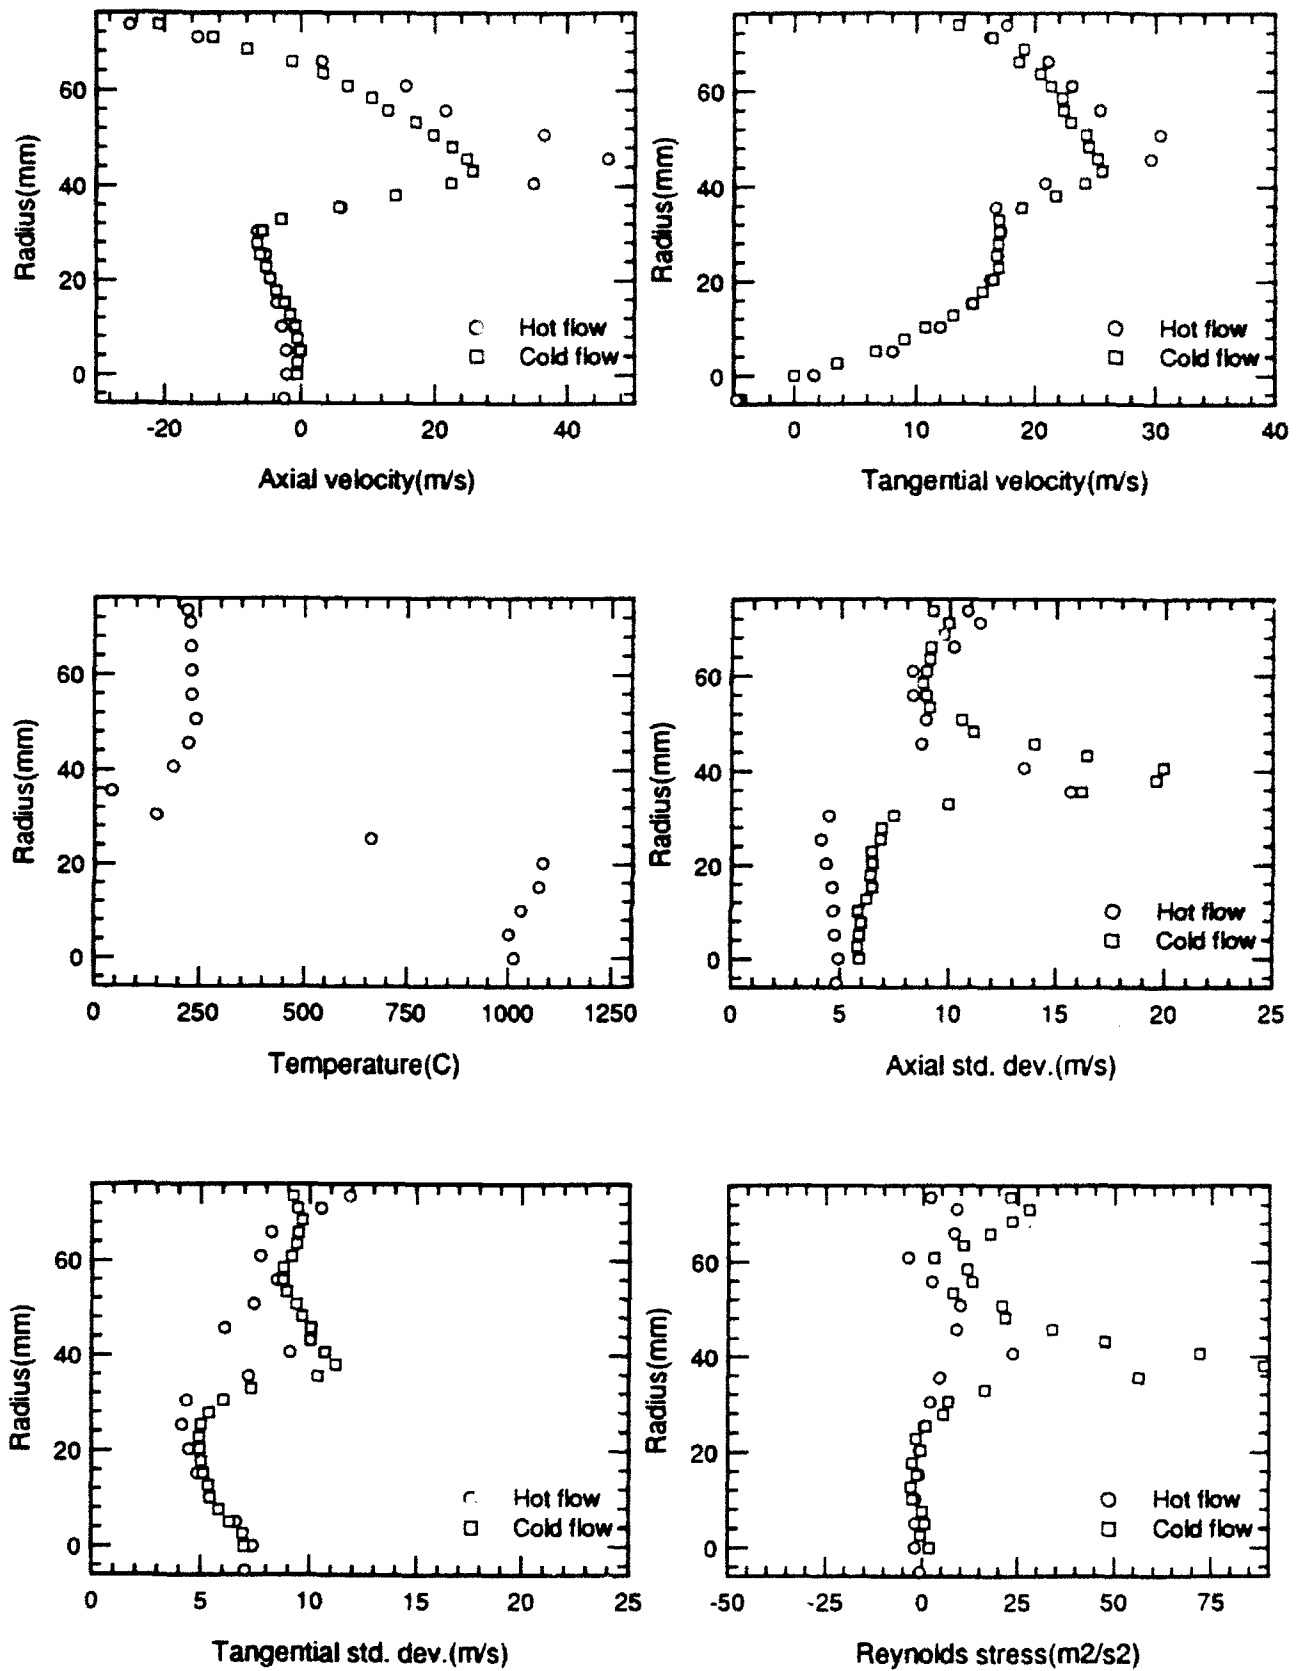 60
40
20
0
Radius(mm)
Hot flow
Cold flow
-20 0 20 40
Axial velocity(m/s)
60
40
20
0
Radius(mm)
Hot flow
Cold flow
0 10 20 30 40
Tangential velocity(m/s)
60
40
20
0
Radius(mm)
0 250 500 750 1000 1250
Temperature(C)
60
40
20
0
Radius(mm)
Hot flow
Cold flow
0 5 10 15 20 25
Axial std. dev.(m/s)
60
40
20
0
Radius(mm)
Hot flow
Cold flow
0 5 10 15 20 25
Tangential std. dev.(m/s)
60
40
20
0
Radius(mm)
Hot flow
Cold flow
-50 -25 0 25 50 75
Reynolds stress(m2/s2)